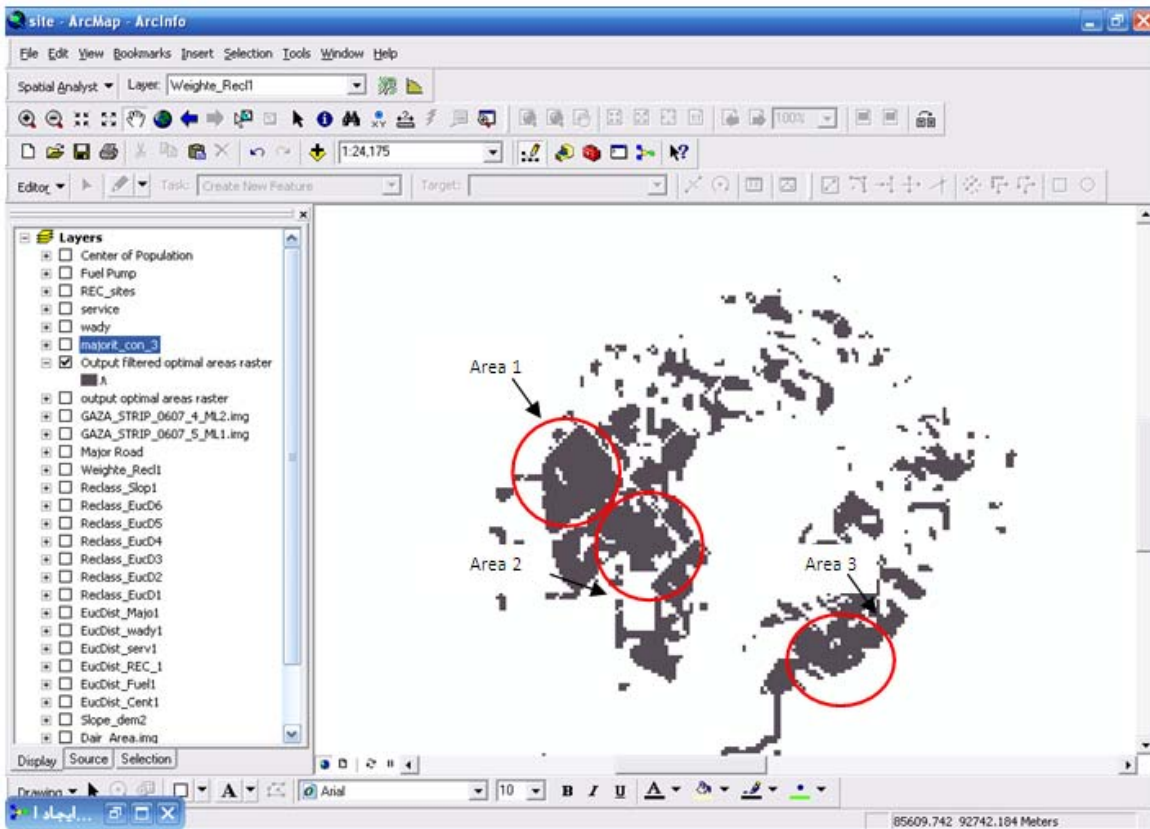 site - ArcMap - ArcInfo
File Edit View Bookmarks Insert Selection Tools Window Help
Spatial Analyst Layer: Weighte_Recl1
100%
1:24,175
Editor Task: Create New Feature Target:
Layers
Center of Population
Fuel Pump
REC_sites
service
wady
majorit_con_3
Output filtered optimal areas raster
٨
output optimal areas raster
GAZA_STRIP_0607_4_ML2.img
GAZA_STRIP_0607_5_ML1.img
Major Road
Weighte_Recl1
Reclass_Slop1
Reclass_EucD6
Reclass_EucD5
Reclass_EucD4
Reclass_EucD3
Reclass_EucD2
Reclass_EucD1
EucDist_Majo1
EucDist_wady1
EucDist_serv1
EucDist_REC_1
EucDist_Fuel1
EucDist_Cent1
Slope_dem2
Dair_Area.img
Area 1
Area 2
Area 3
Display Source Selection
Drawing A Arial 10 B I U A
ايجاد ا...
85609.742 92742.184 Meters